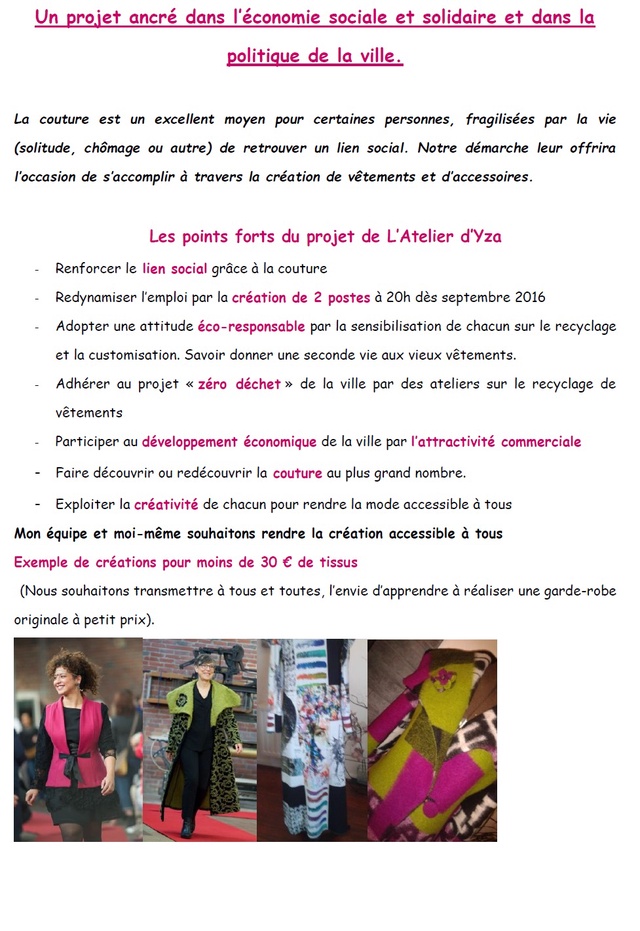 Un projet ancré dans l'économie sociale et solidaire et dans la
politique de la ville.
La couture est un excellent moyen pour certaines personnes, fragilisées par la vie
(solitude, chômage ou autre) de retrouver un lien social. Notre démarche leur offrira
l'occasion de s'accomplir à travers la création de vêtements et d'accessoires.
Les points forts du projet de L'Atelier d'Yza
- Renforcer le lien social grâce à la couture
- Redynamiser l'emploi par la création de 2 postes à 20h dès septembre 2016
- Adopter une attitude éco-responsable par la sensibilisation de chacun sur le recyclage
et la customisation. Savoir donner une seconde vie aux vieux vêtements.
- Adhérer au projet « zéro déchet » de la ville par des ateliers sur le recyclage de
vêtements
- Participer au développement économique de la ville par l'attractivité commerciale
- Faire découvrir ou redécouvrir la couture au plus grand nombre.
- Exploiter la créativité de chacun pour rendre la mode accessible à tous
Mon équipe et moi-même souhaitons rendre la création accessible à tous
Exemple de créations pour moins de 30 € de tissus
(Nous souhaitons transmettre à tous et toutes, l'envie d'apprendre à réaliser une garde-robe
originale à petit prix).